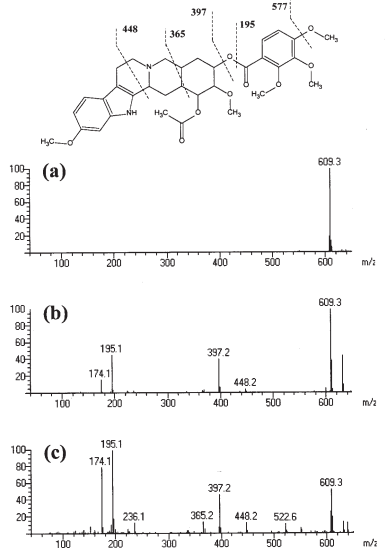 448 365 397 195 577
H₃C O
NH
N
O
CH₃
O
O
O CH₃
O O CH₃
H₃C CH₃
H₃C O
O
(a)
609.3
100
80
60
40
20
100 200 300 400 500 600 m/z
(b)
609.3
100
80
60
40
20
195.1
174.1
397.2
448.2
100 200 300 400 500 600 m/z
(c)
195.1
100
80
60
40
20
174.1
236.1
365.2
397.2
448.2
522.6
609.3
100 200 300 400 500 600 m/z